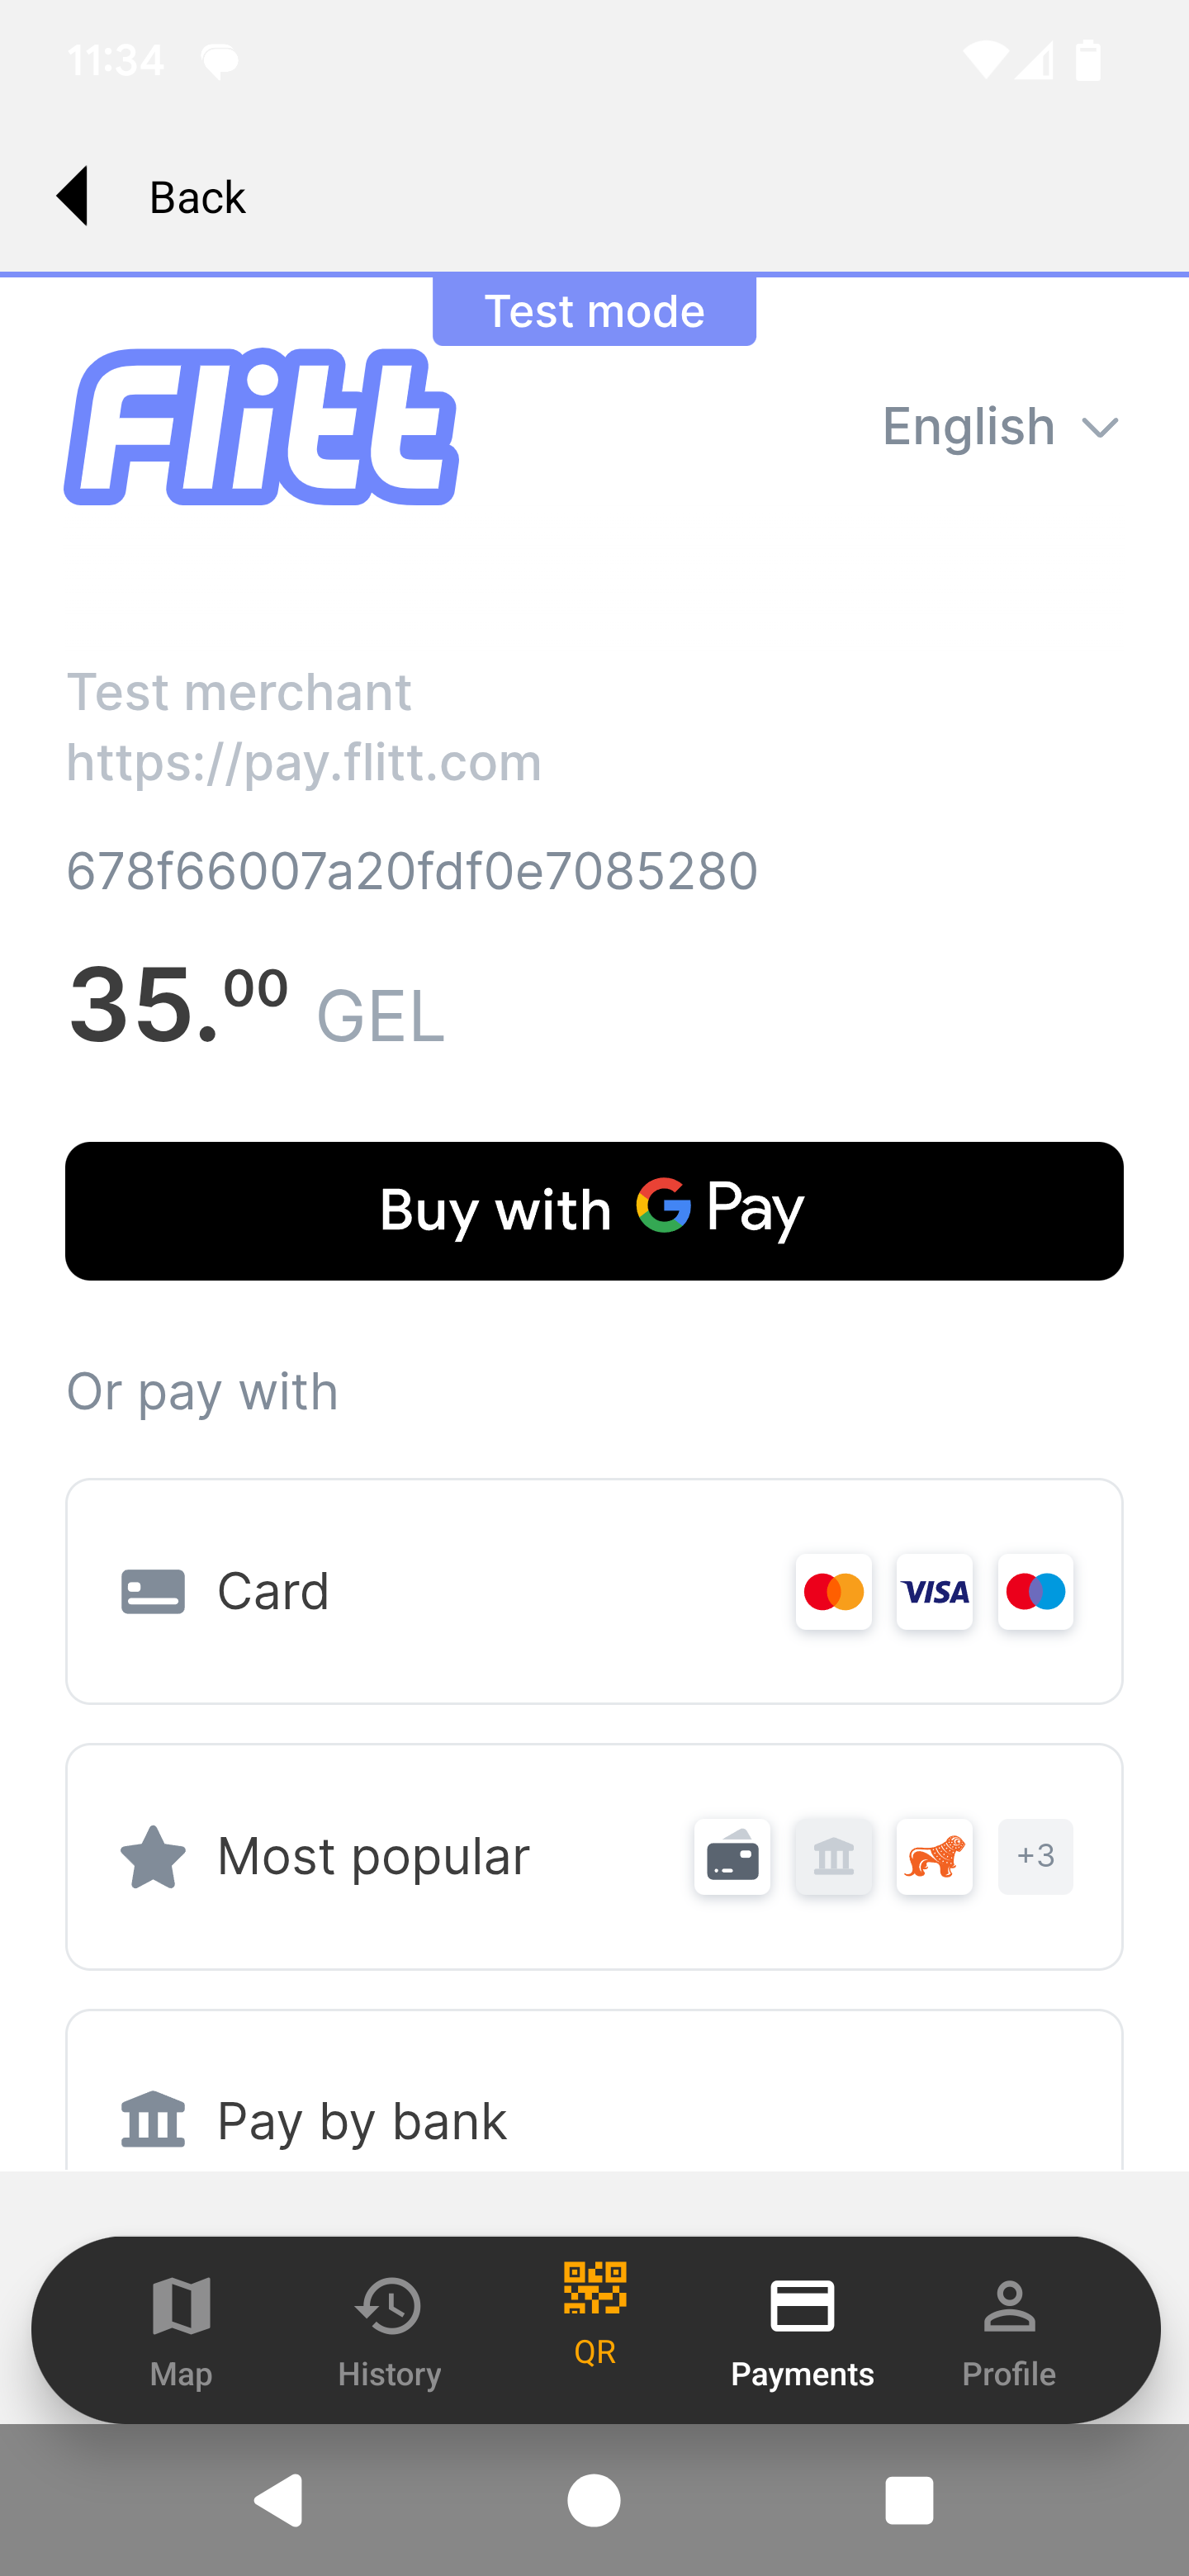 11:34
Back
Test mode
Flitt
English
Test merchant
https://pay.flitt.com
678f66007a20fdf0e7085280
35.00 GEL
Buy with G Pay
Or pay with
Card
VISA
Most popular
+3
Pay by bank
Map
History
QR
Payments
Profile